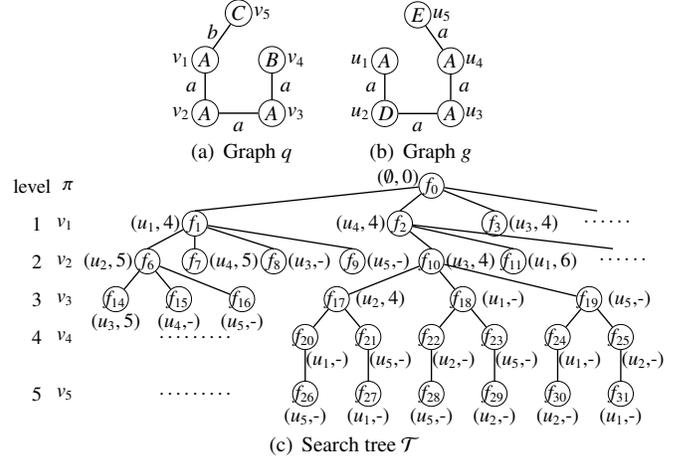 C v5 E u5
b a
v1 A B v4 u1 A A u4
a a a a
v2 A A v3 u2 D A u3
a a
(a) Graph q (b) Graph g
level π (∅, 0) f0
1 v1 (u1, 4) f1 (u4, 4) f2 f3 (u3, 4) ······
2 v2 (u2, 5) f6 f7 (u4, 5) f8 (u3,-) f9 (u5,-) f10 (u3, 4) f11 (u1, 6) ······
3 v3 f14 f15 f16 f17 (u2, 4) f18 (u1,-) f19 (u5,-)
(u3, 5) (u4,-) (u5,-)
4 v4 ········· f20 f21 f22 f23 f24 f25
(u1,-) (u5,-) (u2,-) (u5,-) (u1,-) (u2,-)
5 v5 ········· f26 f27 f28 f29 f30 f31
(u5,-) (u1,-) (u5,-) (u2,-) (u2,-) (u1,-)
(c) Search tree T